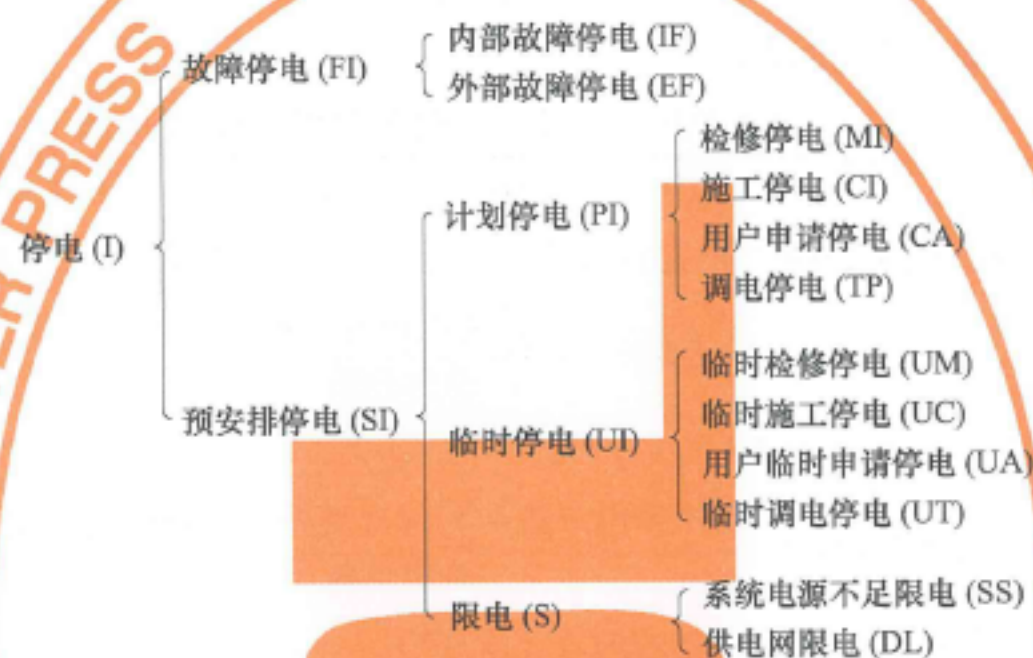 内部故障停电 (IF)
故障停电 (FI)
外部故障停电 (EF)
检修停电 (MI)
施工停电 (CI)
计划停电 (PI)
用户申请停电 (CA)
停电 (I)
调电停电 (TP)
临时检修停电 (UM)
临时施工停电 (UC)
预安排停电 (SI)
临时停电 (UI)
用户临时申请停电 (UA)
临时调电停电 (UT)
系统电源不足限电 (SS)
限电 (S)
供电网限电 (DL)
PRESS